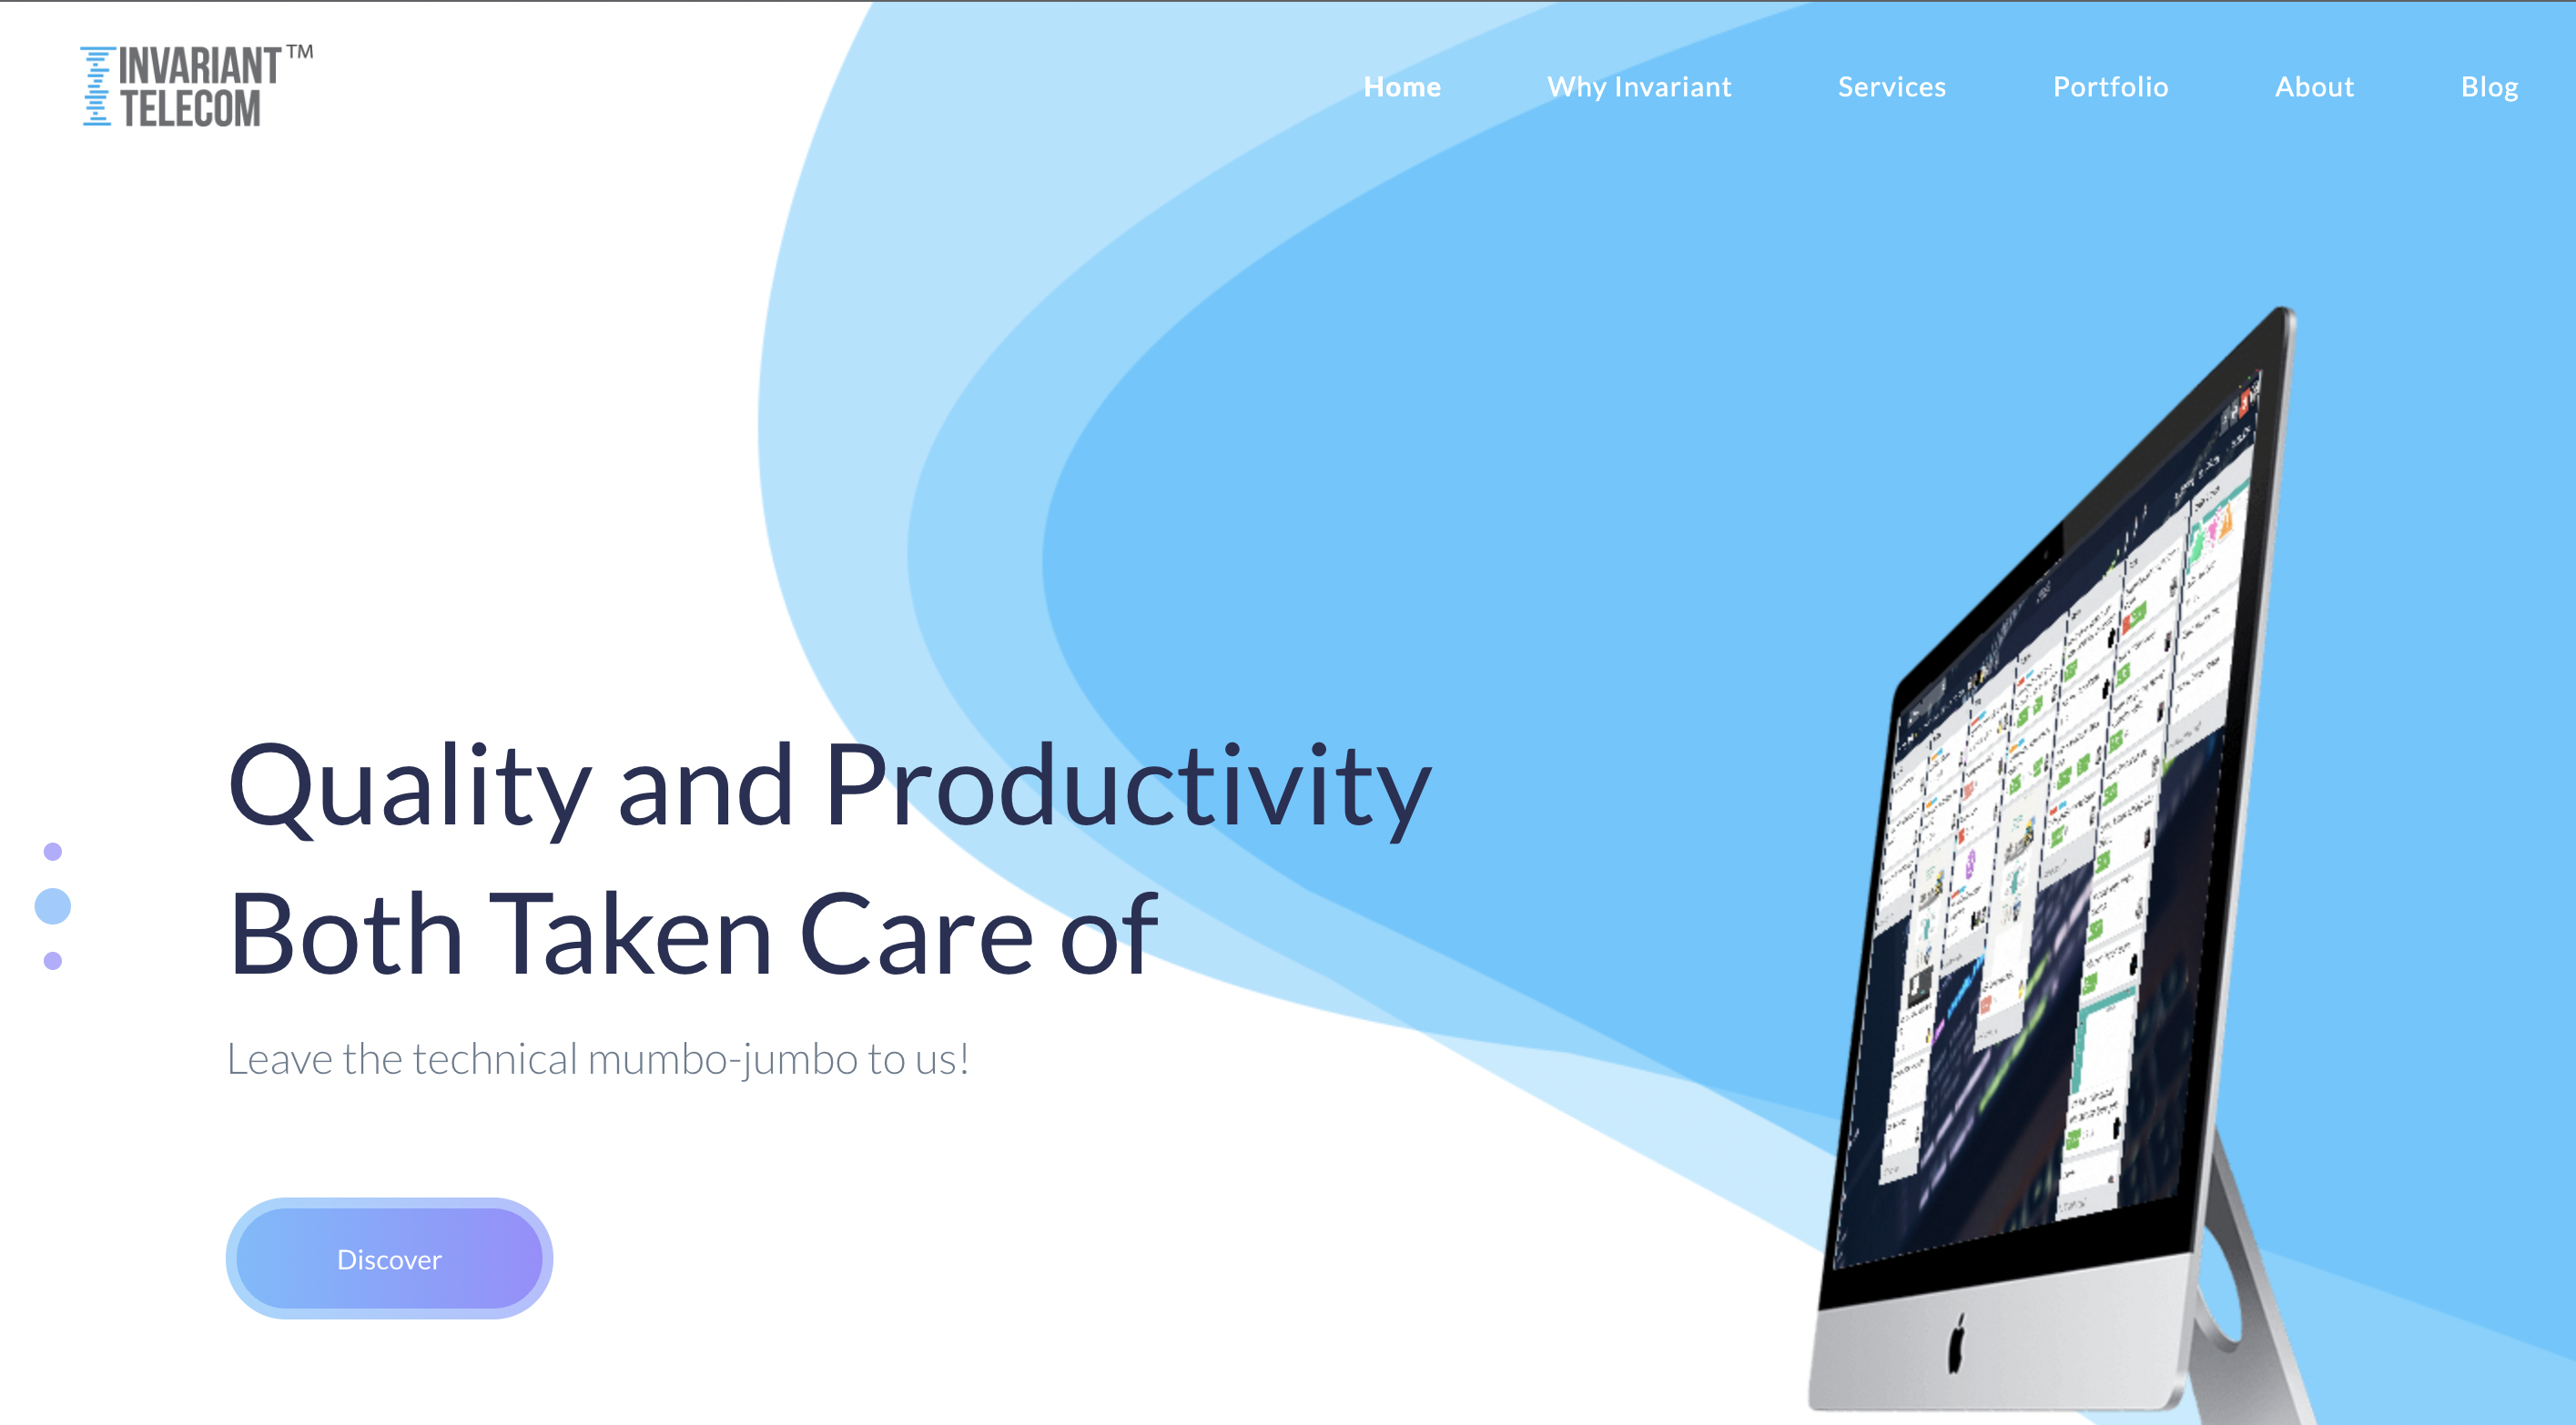 INVARIANT™
TELECOM
Home Why Invariant Services Portfolio About Blog
Quality and Productivity
Both Taken Care of
Leave the technical mumbo-jumbo to us!
Discover